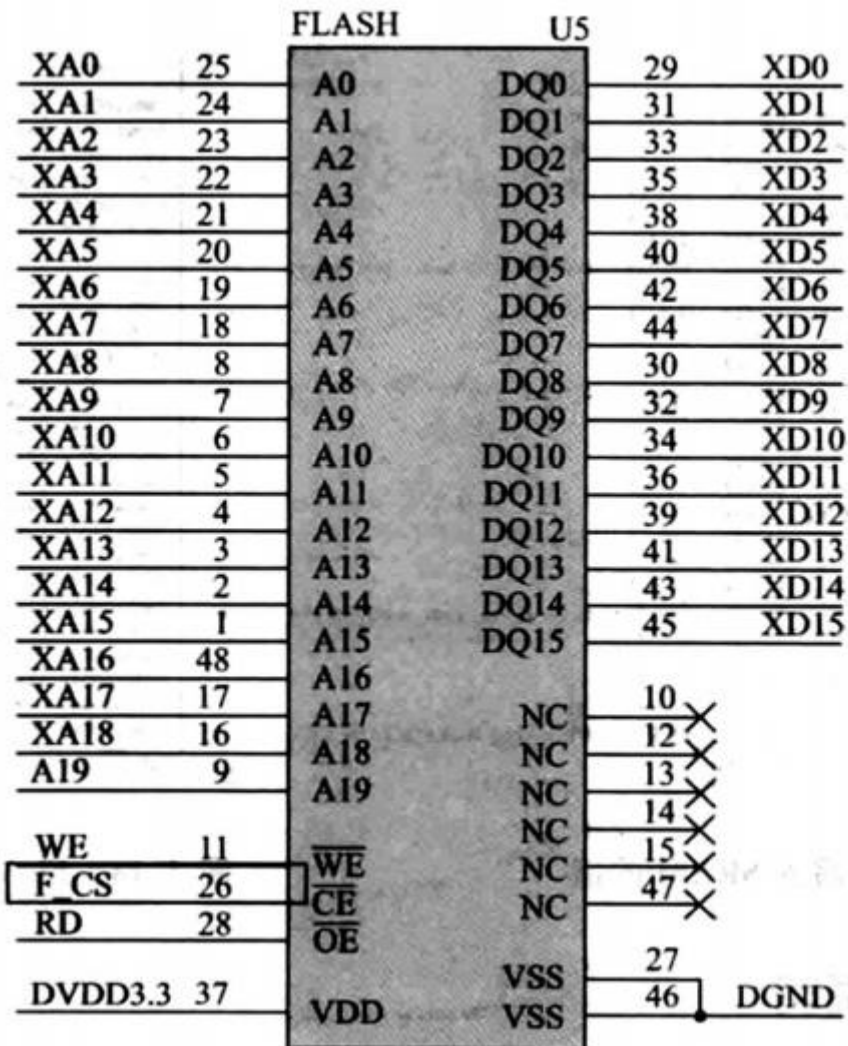 FLASH U5
XA0 25 A0 DQ0 29 XD0
XA1 24 A1 DQ1 31 XD1
XA2 23 A2 DQ2 33 XD2
XA3 22 A3 DQ3 35 XD3
XA4 21 A4 DQ4 38 XD4
XA5 20 A5 DQ5 40 XD5
XA6 19 A6 DQ6 42 XD6
XA7 18 A7 DQ7 44 XD7
XA8 8 A8 DQ8 30 XD8
XA9 7 A9 DQ9 32 XD9
XA10 6 A10 DQ10 34 XD10
XA11 5 A11 DQ11 36 XD11
XA12 4 A12 DQ12 39 XD12
XA13 3 A13 DQ13 41 XD13
XA14 2 A14 DQ14 43 XD14
XA15 1 A15 DQ15 45 XD15
XA16 48 A16
XA17 17 A17 NC 10
XA18 16 A18 NC 12
A19 9 A19 NC 13
NC 14
WE 11 WE NC 15
F_CS 26 CE NC 47
RD 28 OE
VSS 27
DVDD3.3 37 VDD VSS 46 DGND